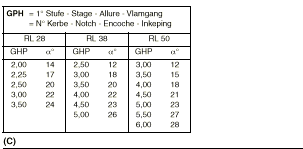 GPH = 1° Stufe - Stage - Allure - Vlamgang
= N° Kerbe - Notch - Encoche - Inkeping
RL 28 RL 38 RL 50
GHP α° GHP α° GHP α°
2,00 14 2,50 12 3,00 12
2,25 17 3,00 18 3,50 15
2,50 20 3,50 20 4,00 18
3,00 22 4,00 22 4,50 21
3,50 24 4,50 23 5,00 23
5,00 26 5,50 27
6,00 28
(C)